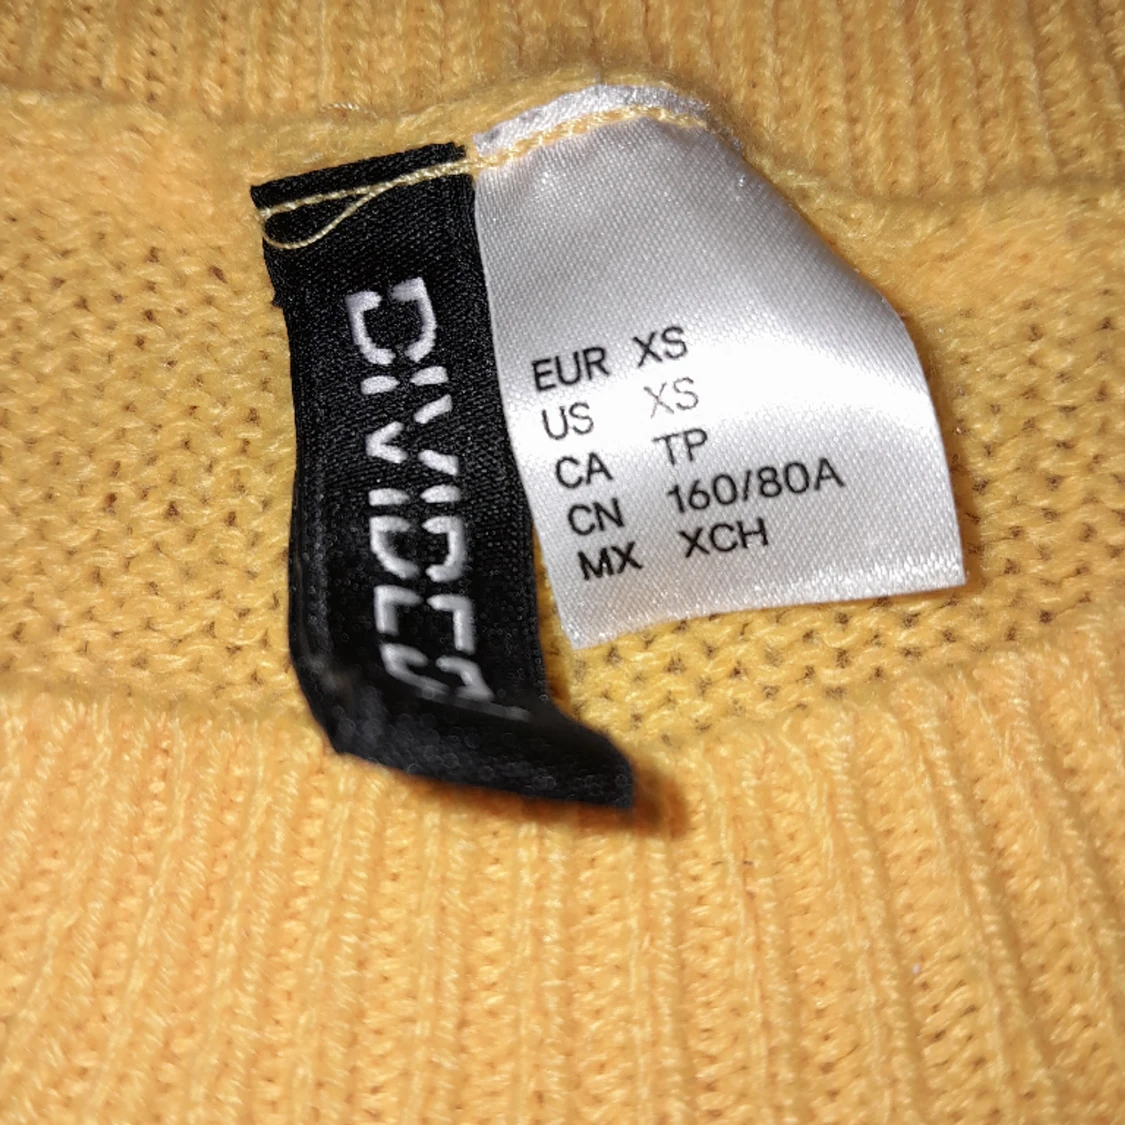 DIVIDED
EUR XS
US XS
CA TP
CN 160/80A
MX XCH